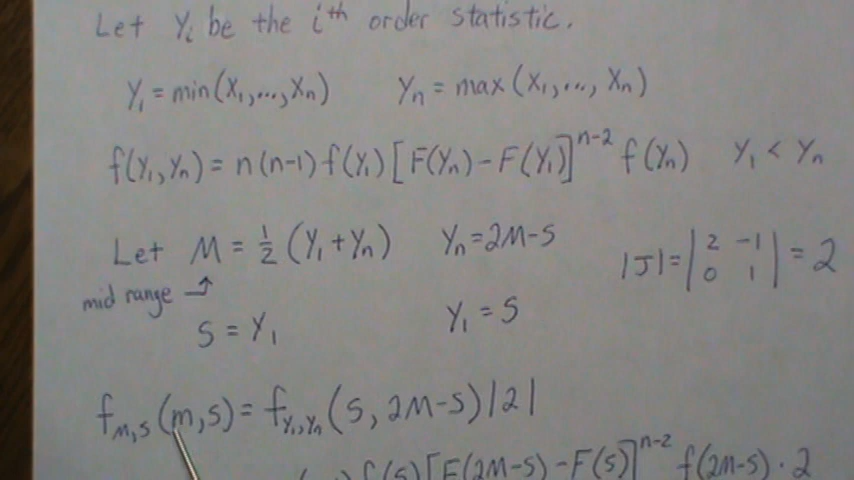 Let Yᵢ be the iᵗʰ order statistic.
Y₁ = min(X₁,...,Xₙ)    Yₙ = max(X₁,..., Xₙ)
f(Y₁,Yₙ) = n(n-1) f(Y₁) [F(Yₙ) - F(Y₁)]ⁿ⁻² f(Yₙ)    Y₁ < Yₙ
Let M = ½ (Y₁+Yₙ)    Yₙ = 2M-S    |J| = |2 -1|
|0 1| = 2
mid range
S = Y₁    Y₁ = S
f_{M,S}(m,s) = f_{Y₁,Yₙ}(s, 2M-s) |2|
f(s) [F(2M-s) - F(s)]ⁿ⁻² f(2M-s) · 2